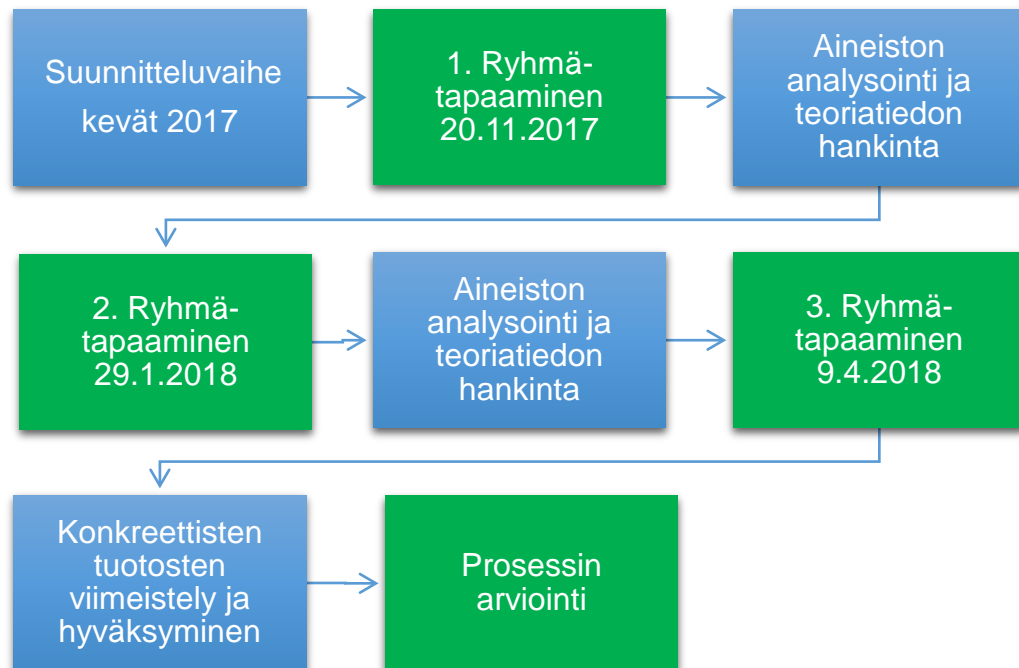 Suunnitteluvaihe
kevät 2017
1. Ryhmä-
tapaaminen
20.11.2017
Aineiston
analysointi ja
teoriatiedon
hankinta
2. Ryhmä-
tapaaminen
29.1.2018
Aineiston
analysointi ja
teoriatiedon
hankinta
3. Ryhmä-
tapaaminen
9.4.2018
Konkreettisten
tuotosten
viimeistely ja
hyväksyminen
Prosessin
arviointi